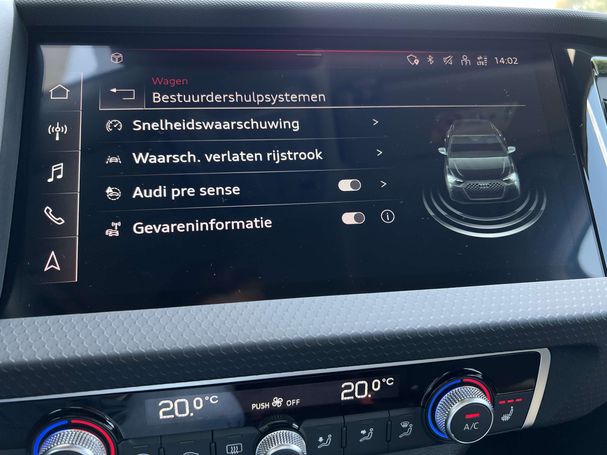 14:02
Wagen
Bestuurdershulpsystemen
Snelheidswaarschuwing
Waarsch. verlaten rijstrook
Audi pre sense
Gevareninformatie
20.0°C
PUSH OFF
20.0°C
A/C